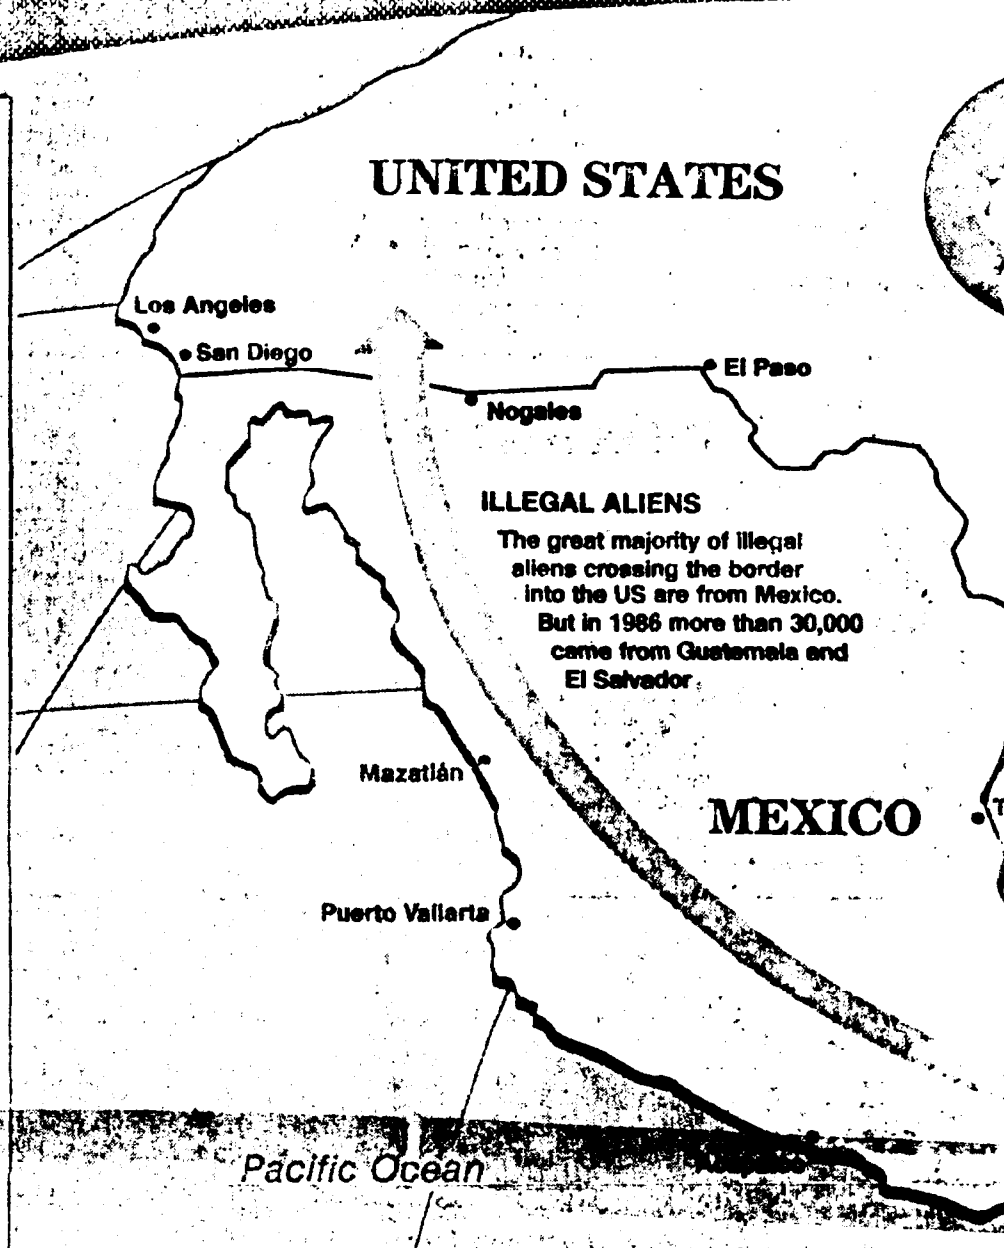 UNITED STATES
Los Angeles
San Diego
El Paso
Nogales
ILLEGAL ALIENS
The great majority of illegal
aliens crossing the border
into the US are from Mexico.
But in 1986 more than 30,000
came from Guatemala and
El Salvador.
Mazatlán
MEXICO
T
Puerto Vallarta
Pacific Ocean
Acapulco